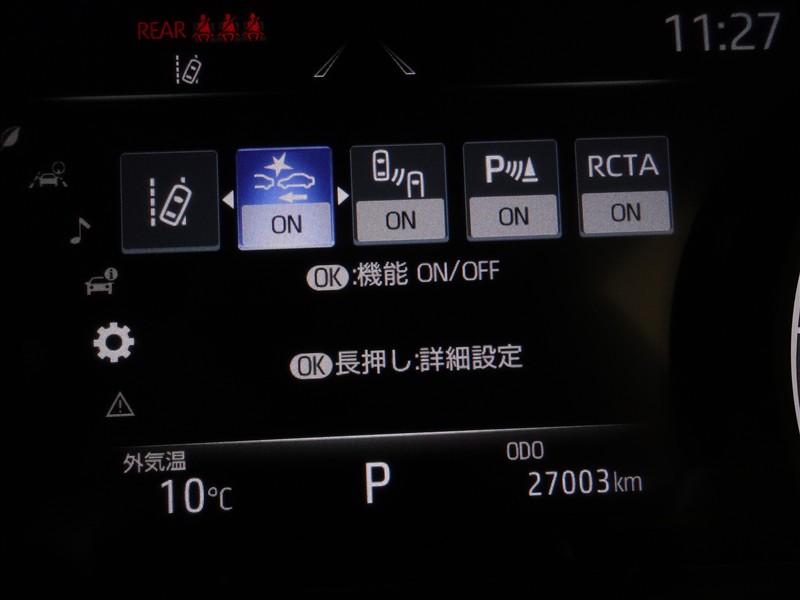 REAR
11:27
ON
ON
P
ON
RCTA
ON
OK:機能 ON/OFF
OK長押し:詳細設定
外気温
10℃
P
ODO
27003km